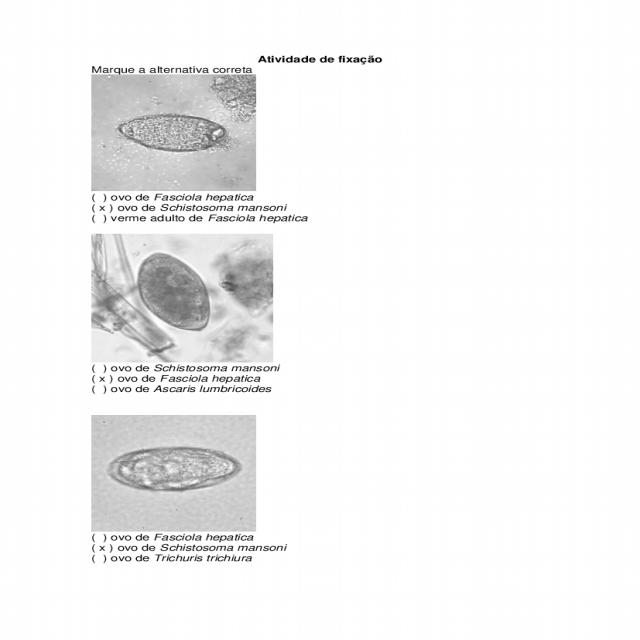 Atividade de fixação
Marque a alternativa correta
(  ) ovo de Fasciola hepatica
( x ) ovo de Schistosoma mansoni
(  ) verme adulto de Fasciola hepatica
(  ) ovo de Schistosoma mansoni
( x ) ovo de Fasciola hepatica
(  ) ovo de Ascaris lumbricoides
(  ) ovo de Fasciola hepatica
( x ) ovo de Schistosoma mansoni
(  ) ovo de Trichuris trichiura